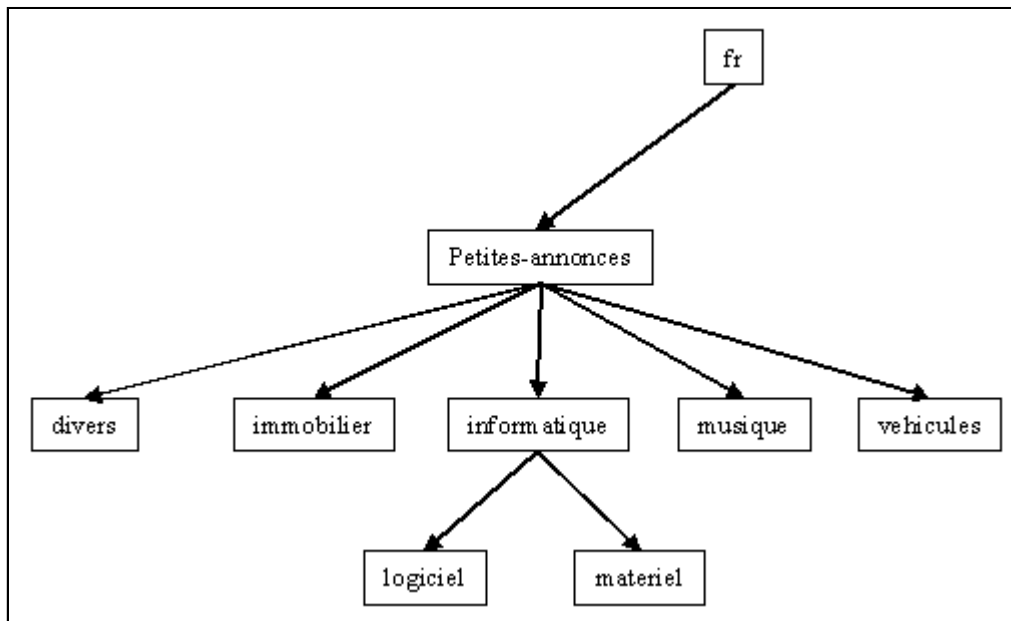 fr
Petites-annonces
divers
immobilier
informatique
musique
vehicules
logiciel
materiel